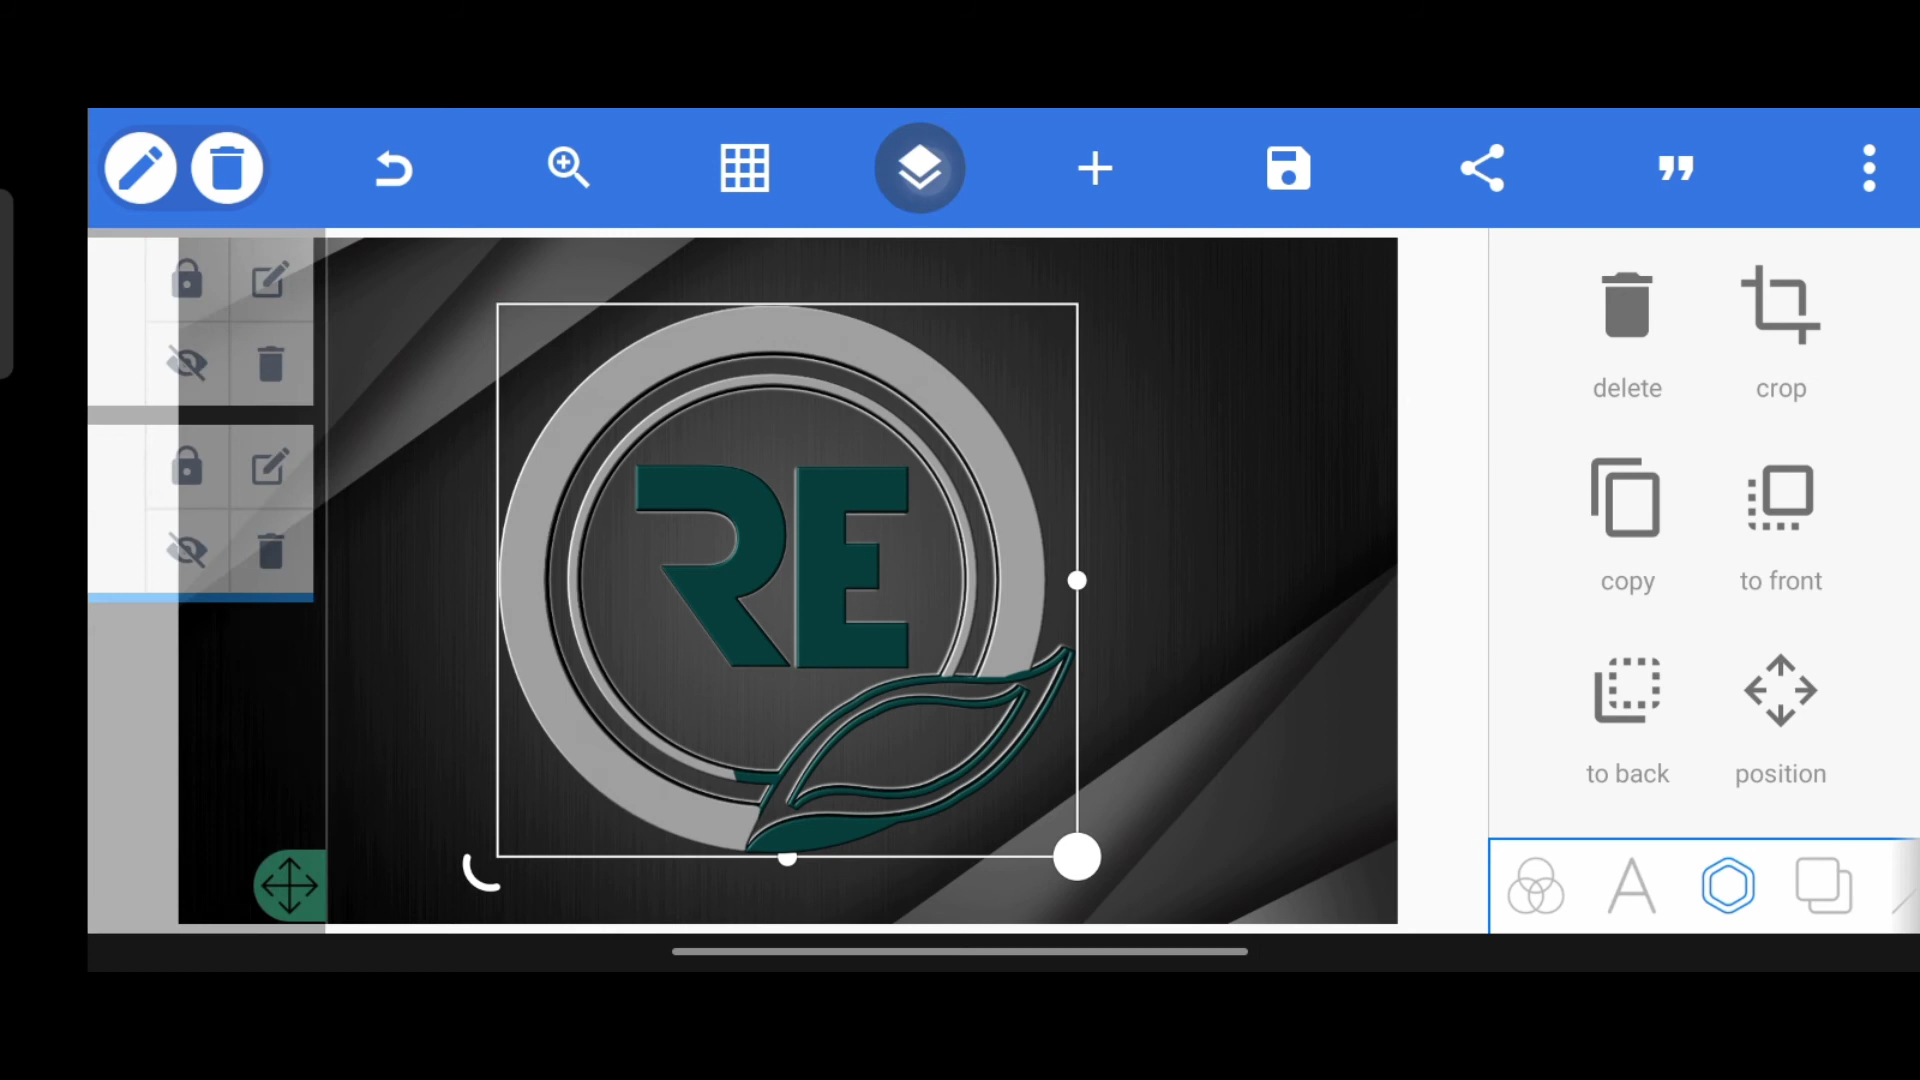 RE
delete
crop
copy
to front
to back
position